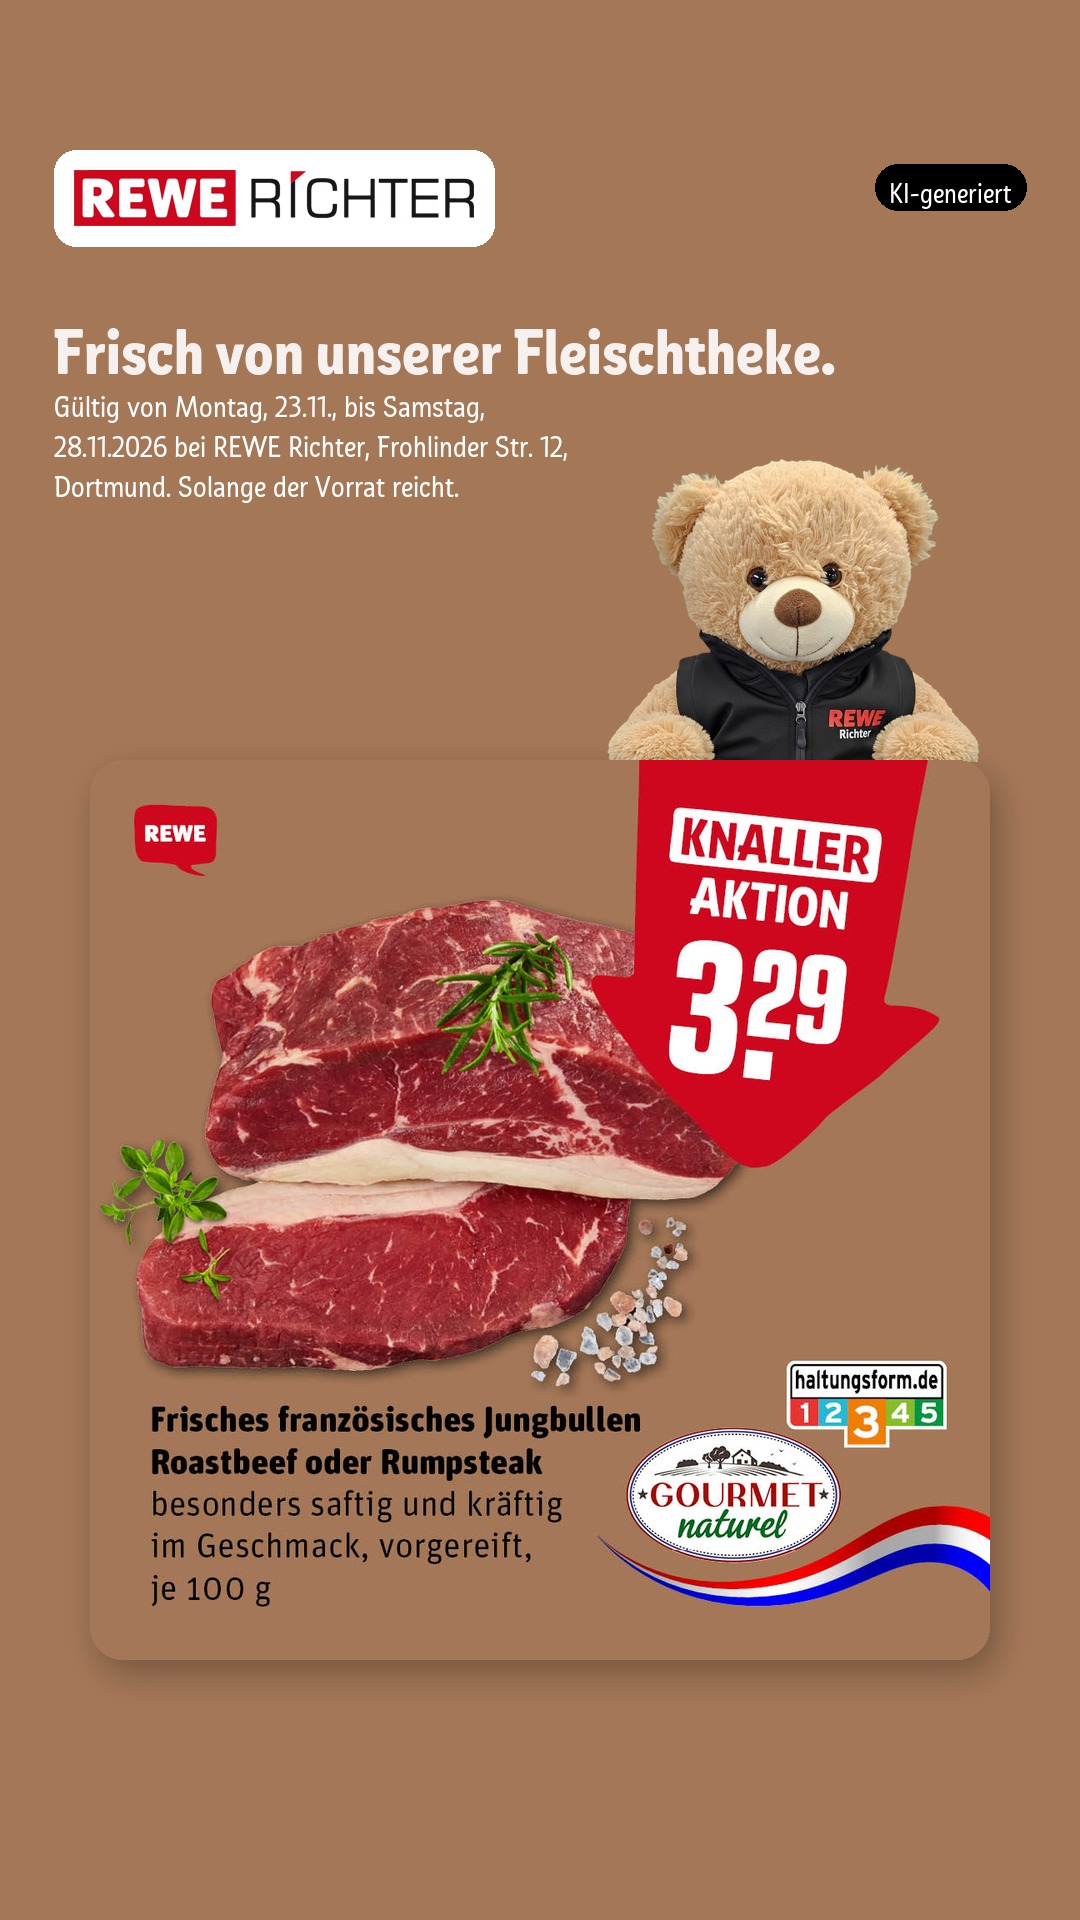 REWE RICHTER
KI-generiert
Frisch von unserer Fleischtheke.
Gültig von Montag, 23.11., bis Samstag,
28.11.2026 bei REWE Richter, Frohlinder Str. 12,
Dortmund. Solange der Vorrat reicht.
REWE
Richter
REWE
KNALLER
AKTION
3.29
haltungsform.de
1 2 3 4 5
Frisches französisches Jungbullen
Roastbeef oder Rumpsteak
besonders saftig und kräftig
im Geschmack, vorgereift,
je 100 g
GOURMET
naturel